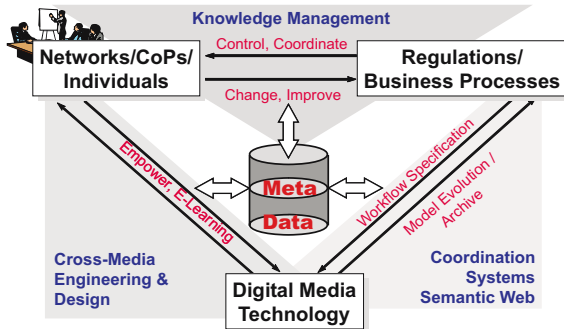 Knowledge Management
Networks/CoPs/
Individuals
Control, Coordinate
Change, Improve
Regulations/
Business Processes
Empower, E-Learning
Meta
Data
Workflow Specification
Model Evolution /
Archive
Cross-Media
Engineering &
Design
Digital Media
Technology
Coordination
Systems
Semantic Web